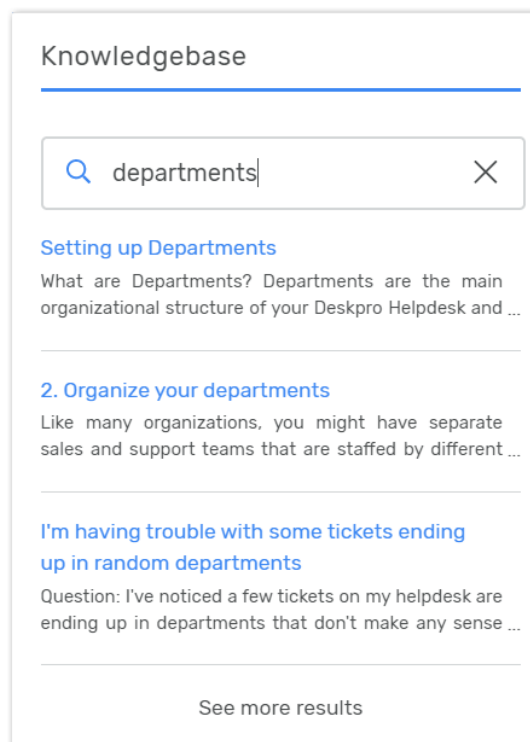 Knowledgebase
departments
Setting up Departments
What are Departments? Departments are the main
organizational structure of your Deskpro Helpdesk and ...
2. Organize your departments
Like many organizations, you might have separate
sales and support teams that are staffed by different ...
I'm having trouble with some tickets ending
up in random departments
Question: I've noticed a few tickets on my helpdesk are
ending up in departments that don't make any sense ...
See more results